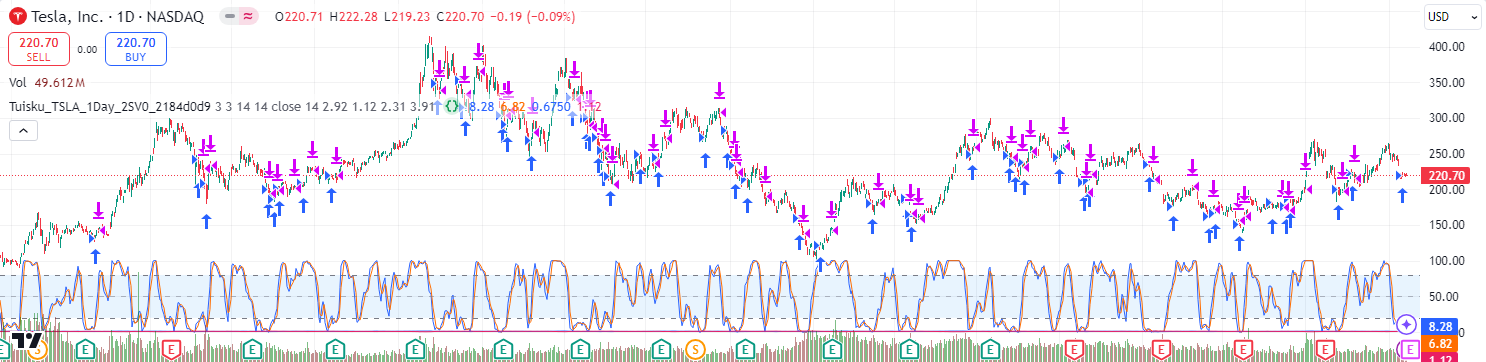 Tesla, Inc. · 1D · NASDAQ O220.71 H222.28 L219.23 C220.70 −0.19 (−0.09%)
USD
220.70 SELL
0.00
220.70 BUY
Vol 49.612M
Tuisku_TSLA_1Day_2SV0_2184d0d9 3 3 14 14 close 14 2.92 1.12 2.31 3.91 8.28 6.82 0.6750 1.12
400.00
350.00
300.00
250.00
220.70
200.00
150.00
100.00
50.00
8.28
6.82
1.12
S E E E E E E E E S E E E E E E E E E